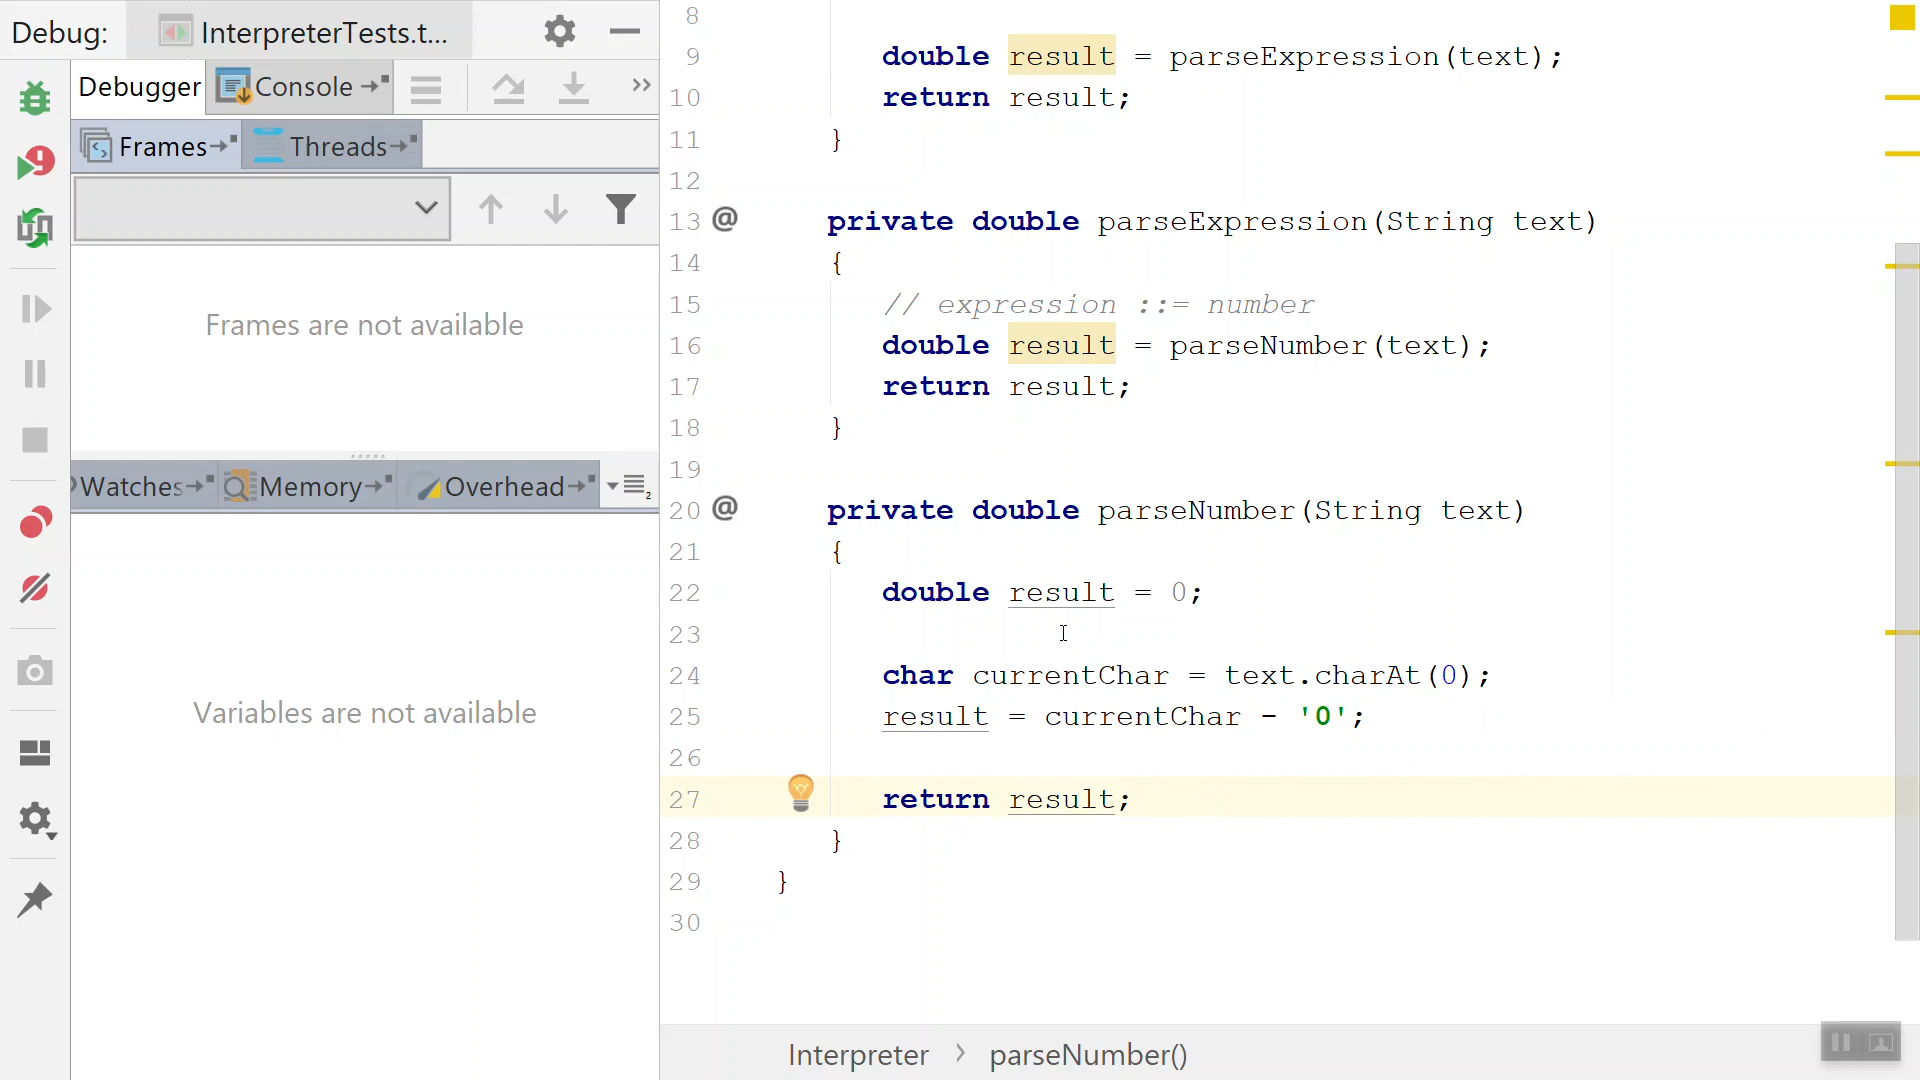 Debug: InterpreterTests.t...
Debugger Console
Frames Threads
Frames are not available
Watches Memory Overhead
Variables are not available
8
9 double result = parseExpression(text);
10 return result;
11 }
12
13 @ private double parseExpression(String text)
14 {
15 // expression ::= number
16 double result = parseNumber(text);
17 return result;
18 }
19
20 @ private double parseNumber(String text)
21 {
22 double result = 0;
23
24 char currentChar = text.charAt(0);
25 result = currentChar - '0';
26
27 return result;
28 }
29 }
30
Interpreter > parseNumber()